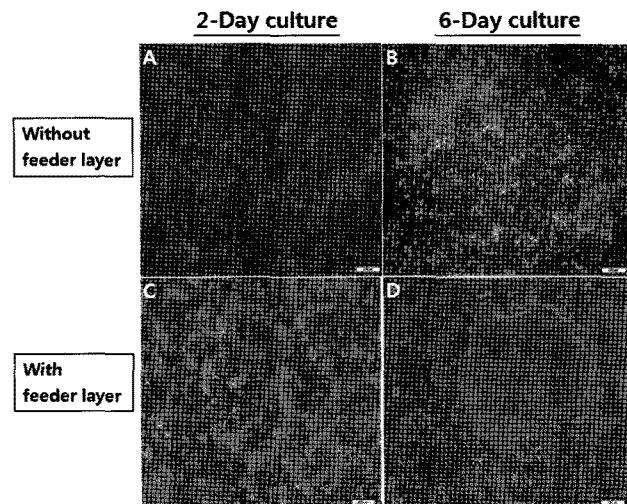 2-Day culture
6-Day culture
A
B
Without
feeder layer
C
D
With
feeder layer